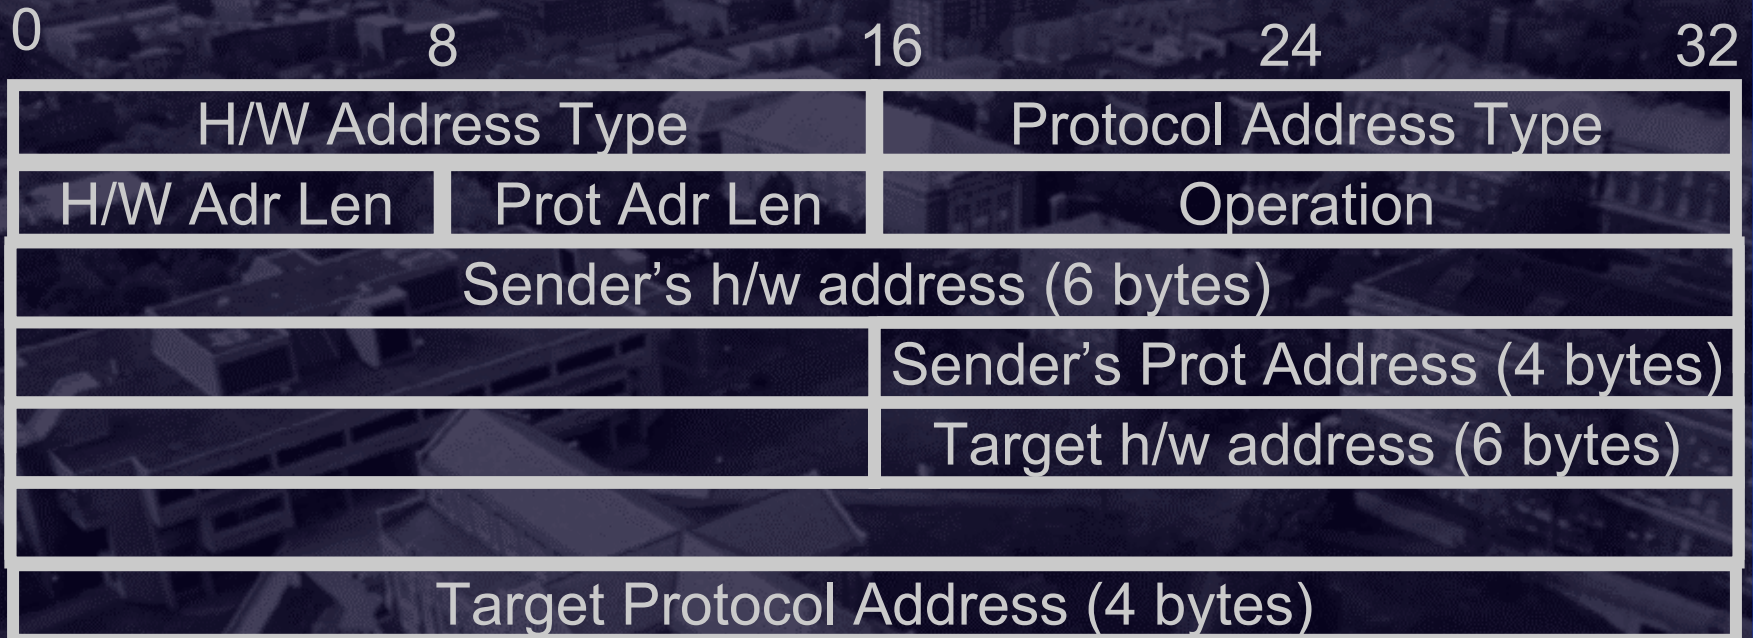 0 8 16 24 32
H/W Address Type Protocol Address Type
H/W Adr Len Prot Adr Len Operation
Sender’s h/w address (6 bytes)
Sender’s Prot Address (4 bytes)
Target h/w address (6 bytes)
Target Protocol Address (4 bytes)